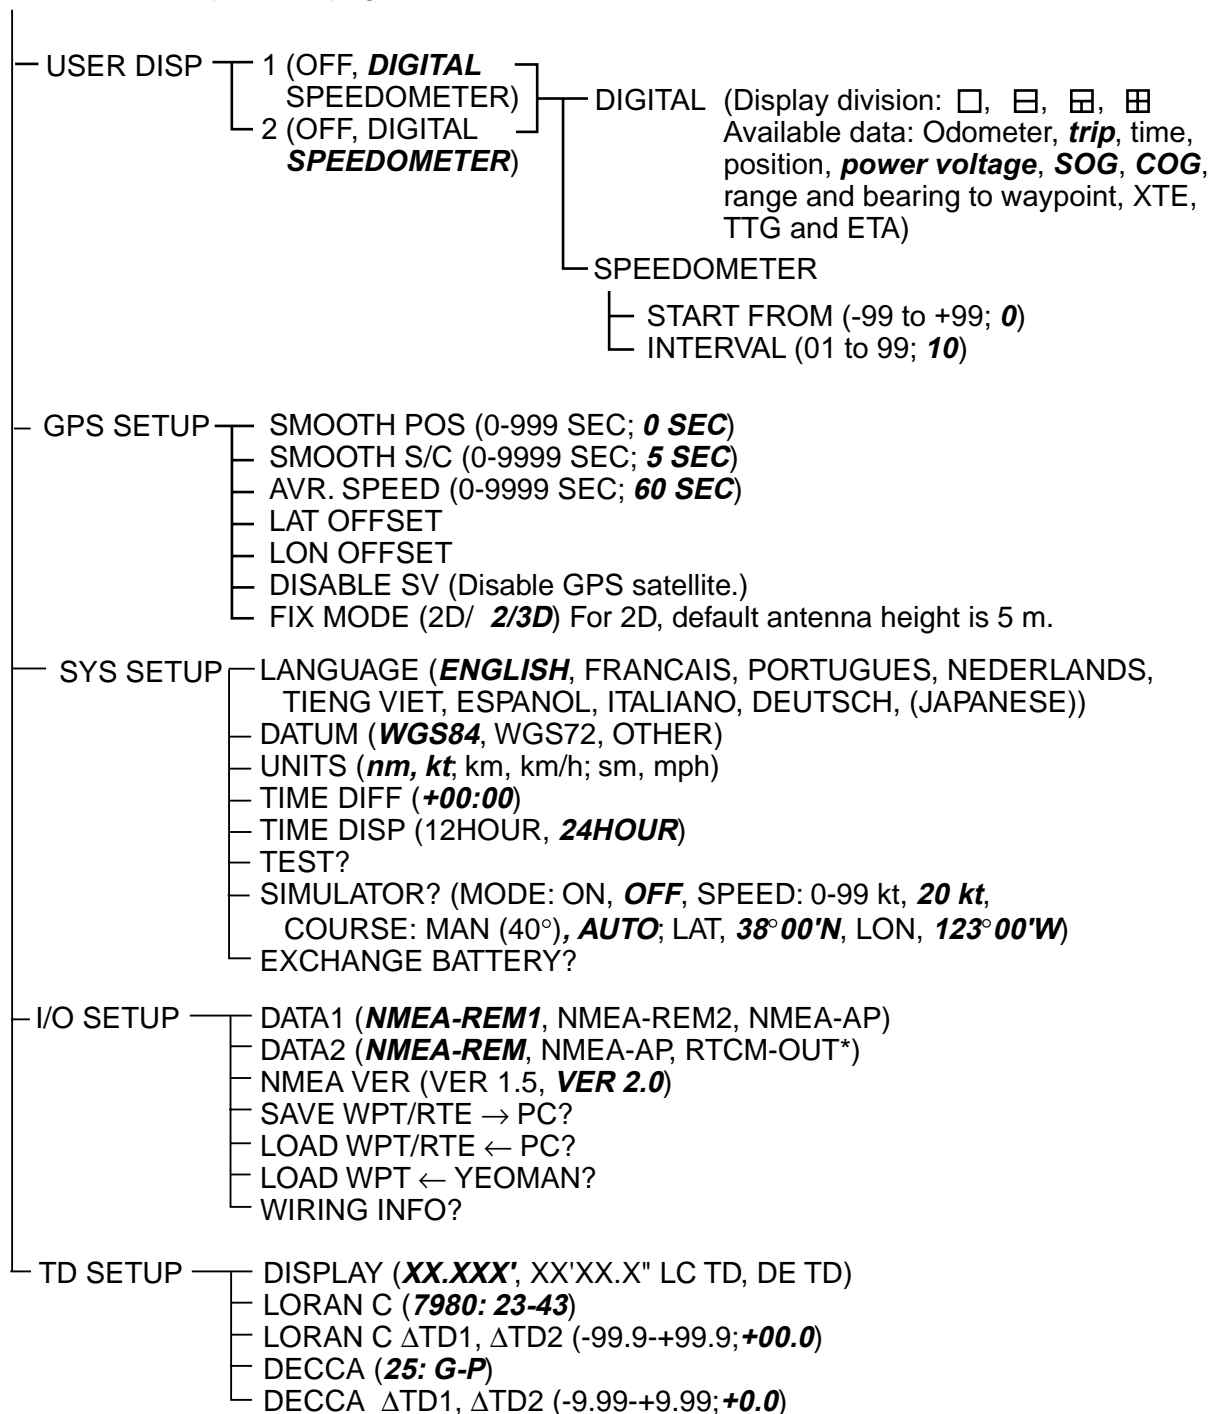 USER DISP
1 (OFF, DIGITAL
SPEEDOMETER)
2 (OFF, DIGITAL
SPEEDOMETER)
DIGITAL (Display division: □, ⊟, , ⊞
Available data: Odometer, trip, time,
position, power voltage, SOG, COG,
range and bearing to waypoint, XTE,
TTG and ETA)
SPEEDOMETER
START FROM (-99 to +99; 0)
INTERVAL (01 to 99; 10)
GPS SETUP
SMOOTH POS (0-999 SEC; 0 SEC)
SMOOTH S/C (0-9999 SEC; 5 SEC)
AVR. SPEED (0-9999 SEC; 60 SEC)
LAT OFFSET
LON OFFSET
DISABLE SV (Disable GPS satellite.)
FIX MODE (2D/ 2/3D) For 2D, default antenna height is 5 m.
SYS SETUP
LANGUAGE (ENGLISH, FRANCAIS, PORTUGUES, NEDERLANDS,
TIENG VIET, ESPANOL, ITALIANO, DEUTSCH, (JAPANESE))
DATUM (WGS84, WGS72, OTHER)
UNITS (nm, kt; km, km/h; sm, mph)
TIME DIFF (+00:00)
TIME DISP (12HOUR, 24HOUR)
TEST?
SIMULATOR? (MODE: ON, OFF, SPEED: 0-99 kt, 20 kt,
COURSE: MAN (40°), AUTO; LAT, 38°00'N, LON, 123°00'W)
EXCHANGE BATTERY?
I/O SETUP
DATA1 (NMEA-REM1, NMEA-REM2, NMEA-AP)
DATA2 (NMEA-REM, NMEA-AP, RTCM-OUT*)
NMEA VER (VER 1.5, VER 2.0)
SAVE WPT/RTE → PC?
LOAD WPT/RTE ← PC?
LOAD WPT ← YEOMAN?
WIRING INFO?
TD SETUP
DISPLAY (XX.XXX', XX'XX.X" LC TD, DE TD)
LORAN C (7980: 23-43)
LORAN C ΔTD1, ΔTD2 (-99.9-+99.9;+00.0)
DECCA (25: G-P)
DECCA ΔTD1, ΔTD2 (-9.99-+9.99;+0.0)